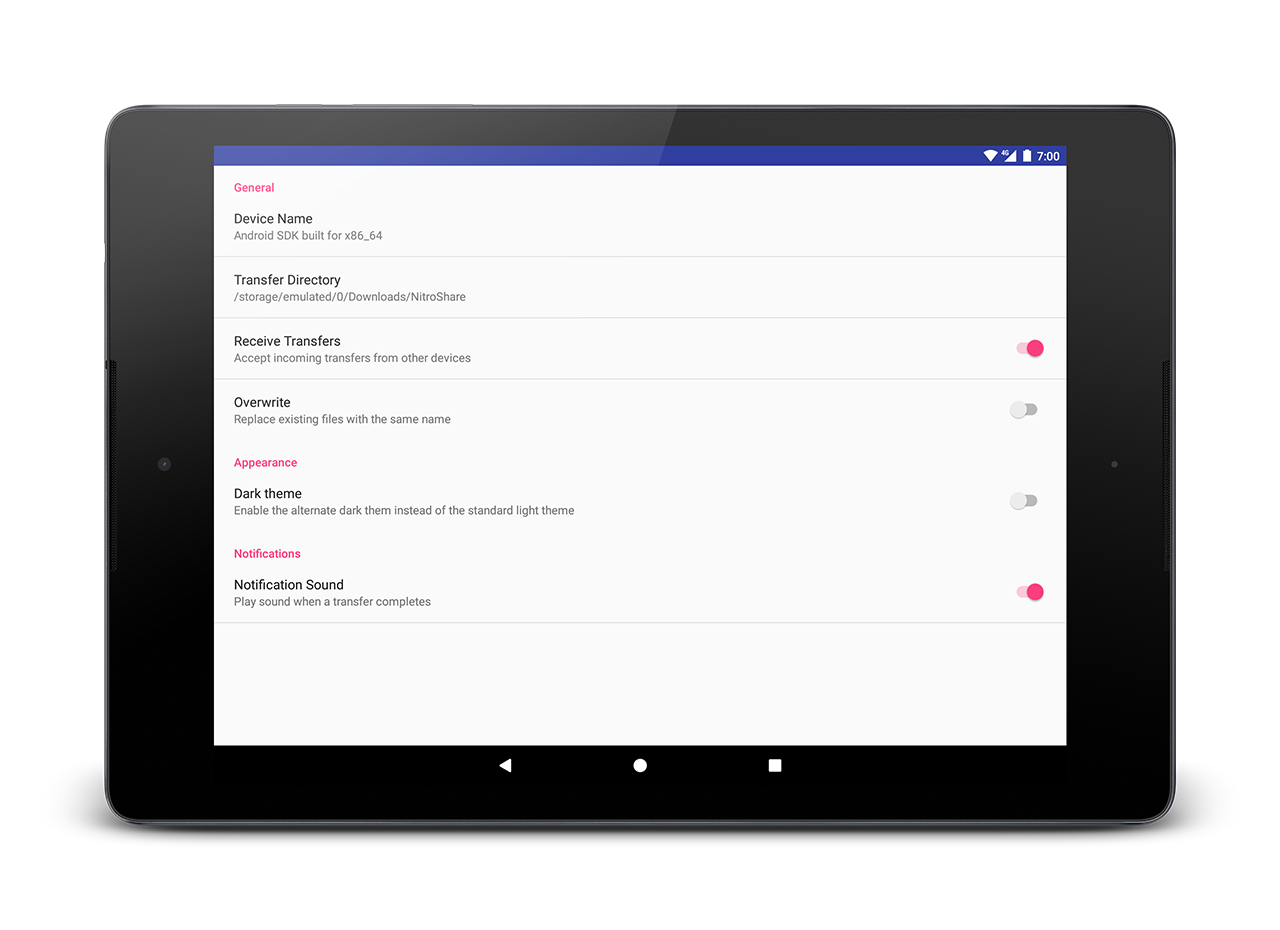 4G 7:00
General
Device Name
Android SDK built for x86_64
Transfer Directory
/storage/emulated/0/Downloads/NitroShare
Receive Transfers
Accept incoming transfers from other devices
Overwrite
Replace existing files with the same name
Appearance
Dark theme
Enable the alternate dark them instead of the standard light theme
Notifications
Notification Sound
Play sound when a transfer completes